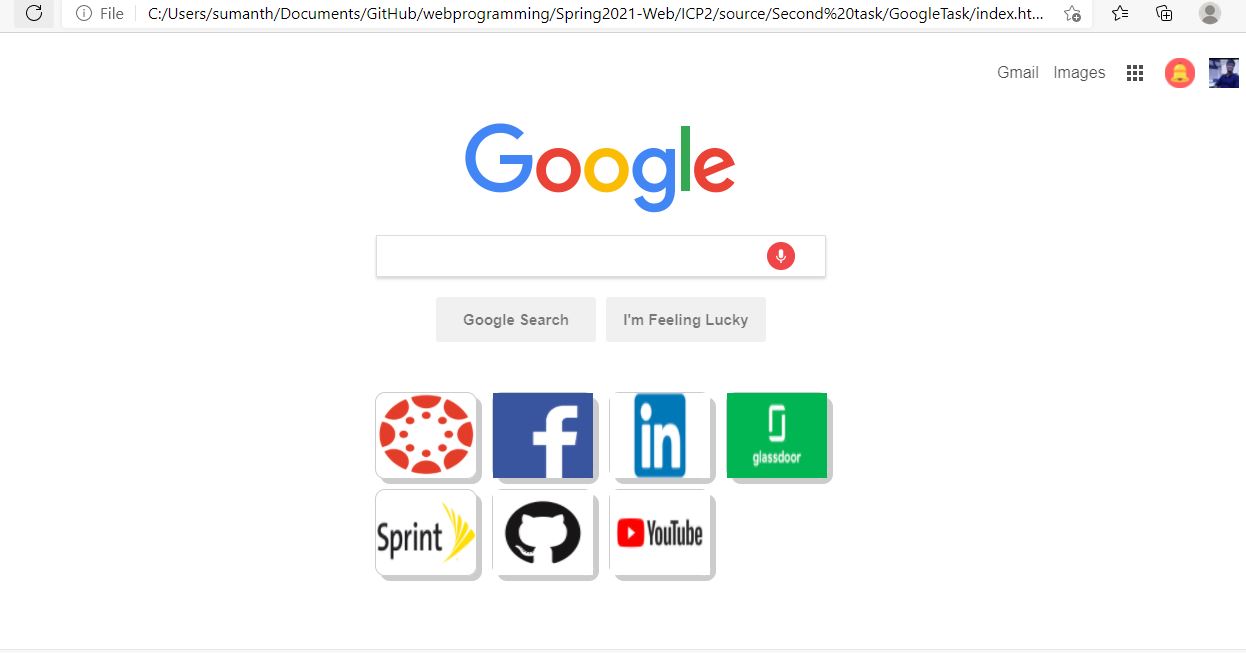 File C:/Users/sumanth/Documents/GitHub/webprogramming/Spring2021-Web/ICP2/source/Second%20task/GoogleTask/index.ht...
Gmail Images
Google
Google Search I'm Feeling Lucky
f in glassdoor
Sprint YouTube